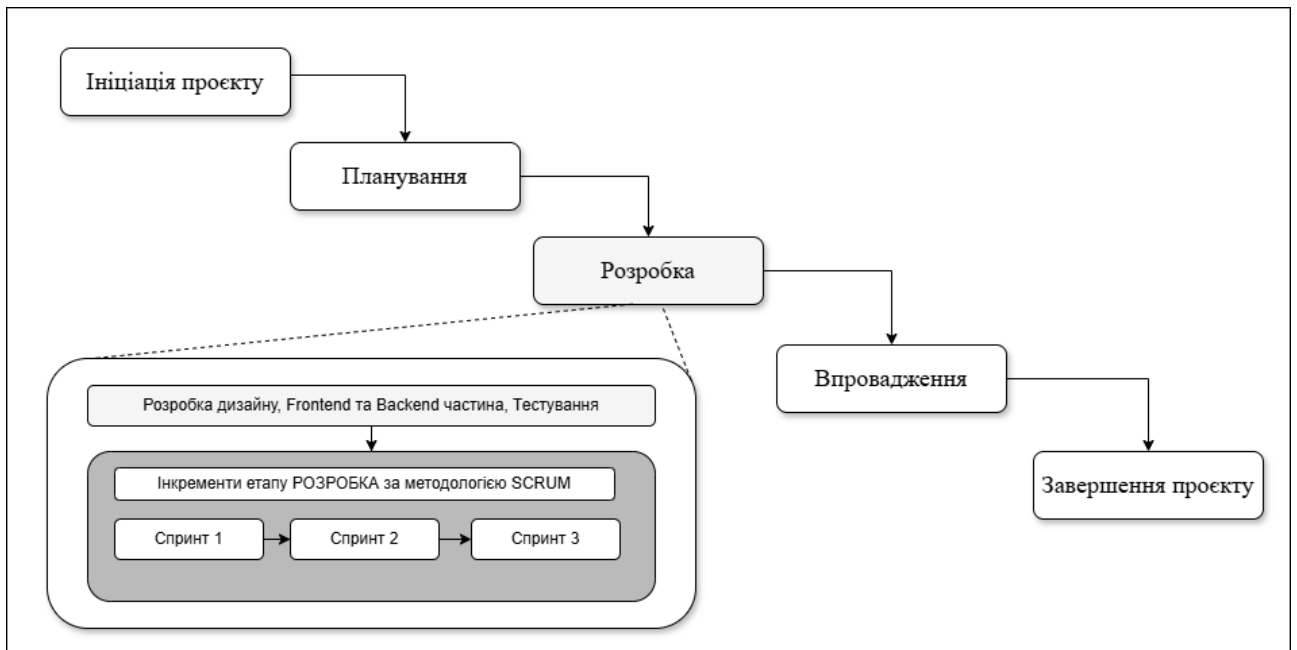 Ініціація проєкту
Планування
Розробка
Впровадження
Завершення проєкту
Розробка дизайну, Frontend та Backend частина, Тестування
Інкременти етапу РОЗРОБКА за методологією SCRUM
Спринт 1
Спринт 2
Спринт 3